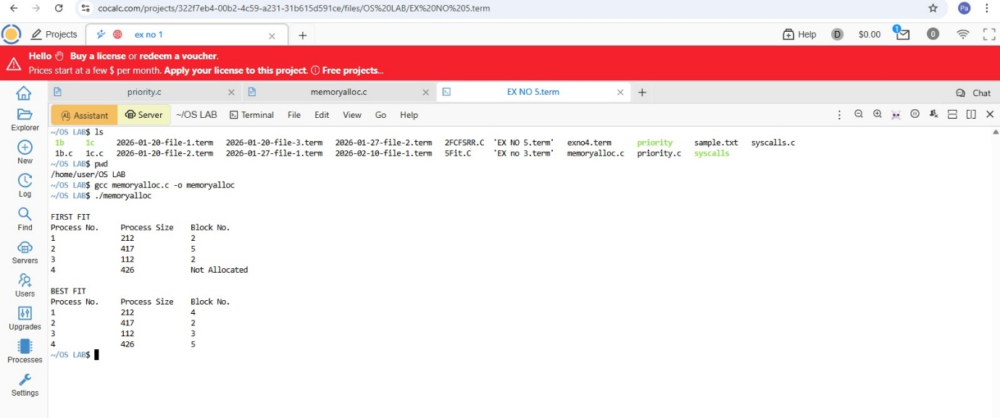 cocalc.com/projects/322f7eb4-00b2-4c59-a231-31b615d591ce/files/OS%20LAB/EX%20NO%205.term Pa
Projects ex no 1 × + Help D $0.00 1 0
Hello Buy a license or redeem a voucher.
Prices start at a few $ per month. Apply your license to this project. Free projects...
priority.c × memoryalloc.c × EX NO 5.term × + Chat
AI Assistant Server ~/OS LAB Terminal File Edit View Go Help
Explorer
New
Log
Find
Servers
Users
Upgrades
Processes
Settings
~/OS LAB$ ls
1b 1c 2026-01-20-file-1.term 2026-01-20-file-3.term 2026-01-27-file-2.term 2FCFSRR.C 'EX NO 5.term' exno4.term priority sample.txt syscalls.c
1b.c 1c.c 2026-01-20-file-2.term 2026-01-27-file-1.term 2026-02-10-file-1.term 5Fit.C 'EX no 3.term' memoryalloc.c priority.c syscalls
~/OS LAB$ pwd
/home/user/OS LAB
~/OS LAB$ gcc memoryalloc.c -o memoryalloc
~/OS LAB$ ./memoryalloc
FIRST FIT
Process No. Process Size Block No.
1 212 2
2 417 5
3 112 2
4 426 Not Allocated
BEST FIT
Process No. Process Size Block No.
1 212 4
2 417 2
3 112 3
4 426 5
~/OS LAB$